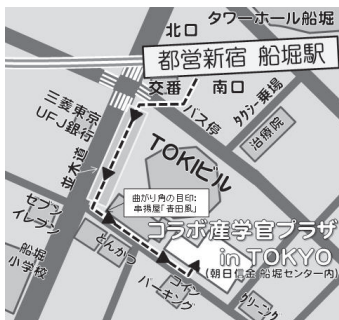 タワーホール船堀
北口
都営新宿 船堀駅
交番
南口
バス停
タクシー乗場
治療院
三菱東京
UFJ銀行
並木道
TOKIビル
曲がり角の目印:
串揚屋「春田風」
セブン
イレブン
とんかつ
船堀
小学校
コラボ産学官プラザ
in TOKYO
(朝日信金 船堀センター内)
コイン
パーキング
クリーニング